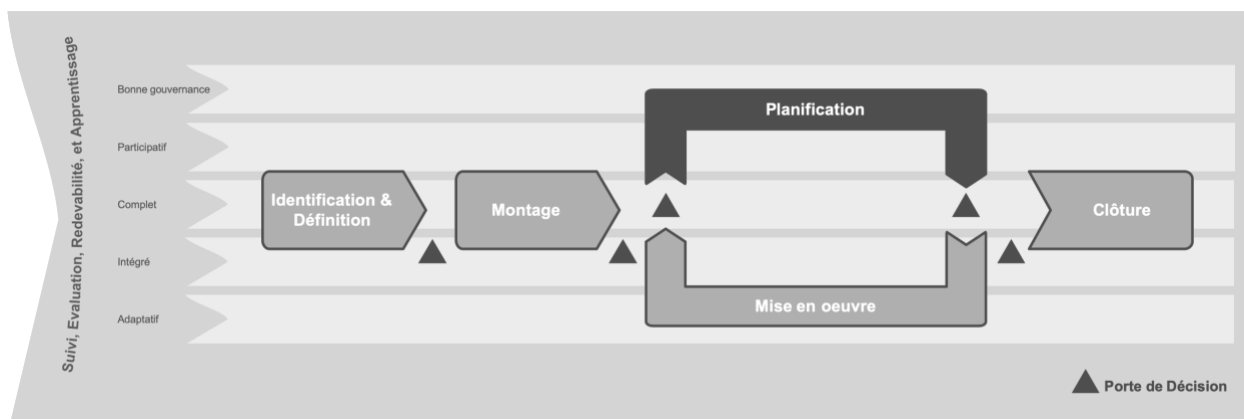 Suivi, Evaluation, Redevabilité, et Apprentissage
Bonne gouvernance
Participatif
Complet
Intégré
Adaptatif
Identification &
Définition
Montage
Planification
Mise en oeuvre
Clôture
Porte de Décision